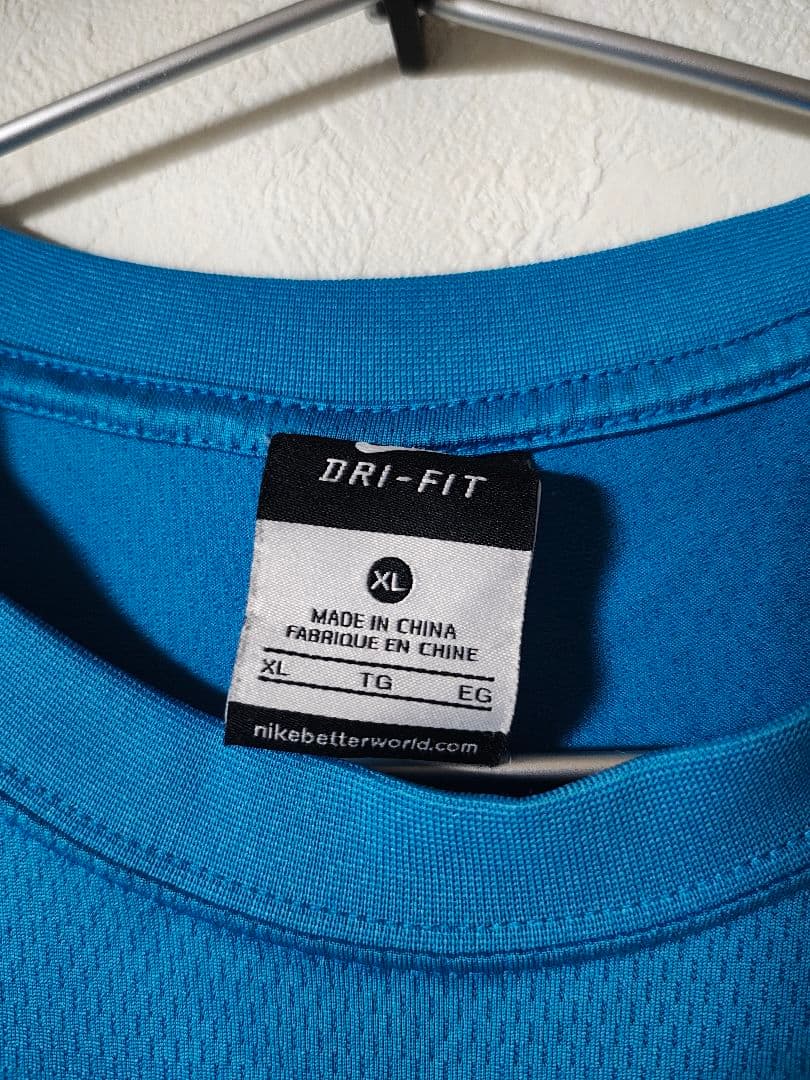 DRI-FIT
XL
MADE IN CHINA
FABRIQUE EN CHINE
XL TG EG
nikebetterworld.com